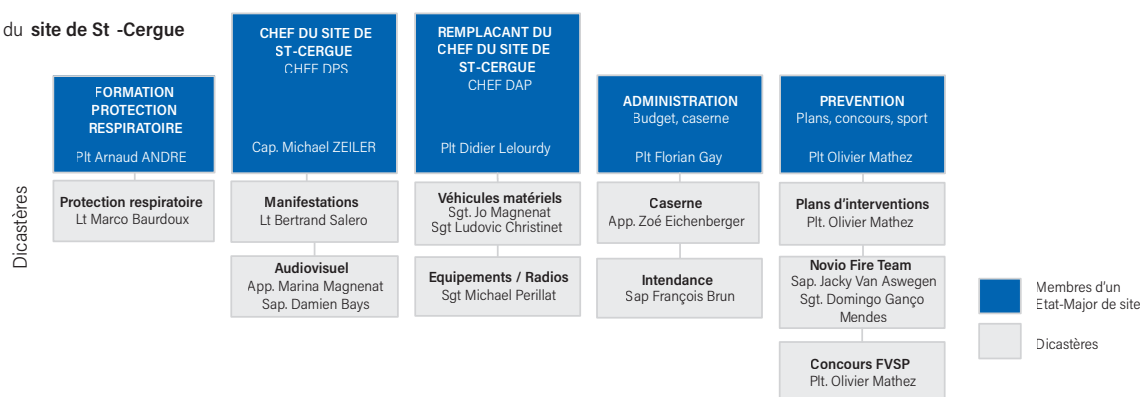 du site de St -Cergue
FORMATION
PROTECTION
RESPIRATOIRE
Plt Arnaud ANDRE
Protection respiratoire
Lt Marco Baurdoux
CHEF DU SITE DE
ST-CERGUE
CHEF DPS
Cap. Michael ZEILER
Manifestations
Lt Bertrand Salero
Audiovisuel
App. Marina Magnenat
Sap. Damien Bays
REMPLACANT DU
CHEF DU SITE DE
ST-CERGUE
CHEF DAP
Plt Didier Lelourdy
Véhicules matériels
Sgt. Jo Magnenat
Sgt Ludovic Christinet
Equipements / Radios
Sgt Michael Perillat
ADMINISTRATION
Budget, caserne
Plt Florian Gay
Caserne
App. Zoé Eichenberger
Intendance
Sap François Brun
PREVENTION
Plans, concours, sport
Plt Olivier Mathez
Plans d'interventions
Plt. Olivier Mathez
Novio Fire Team
Sap. Jacky Van Aswegen
Sgt. Domingo Ganço
Mendes
Concours FVSP
Plt. Olivier Mathez
Dicastères
Membres d'un
Etat-Major de site
Dicastères